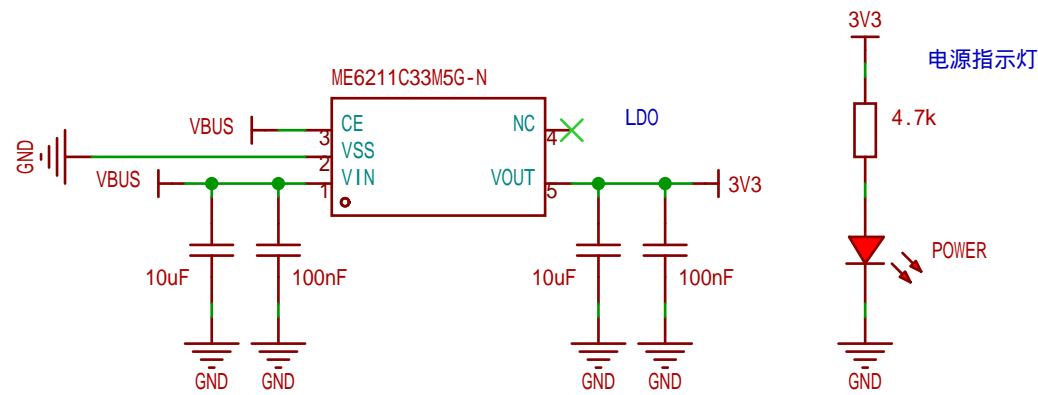 3V3
电源指示灯
ME6211C33M5G-N
VBUS
3
CE
NC
4
LDO
4.7k
GND
2
VSS
VBUS
1
VIN
VOUT
5
3V3
10uF
100nF
10uF
100nF
POWER
GND
GND
GND
GND
GND